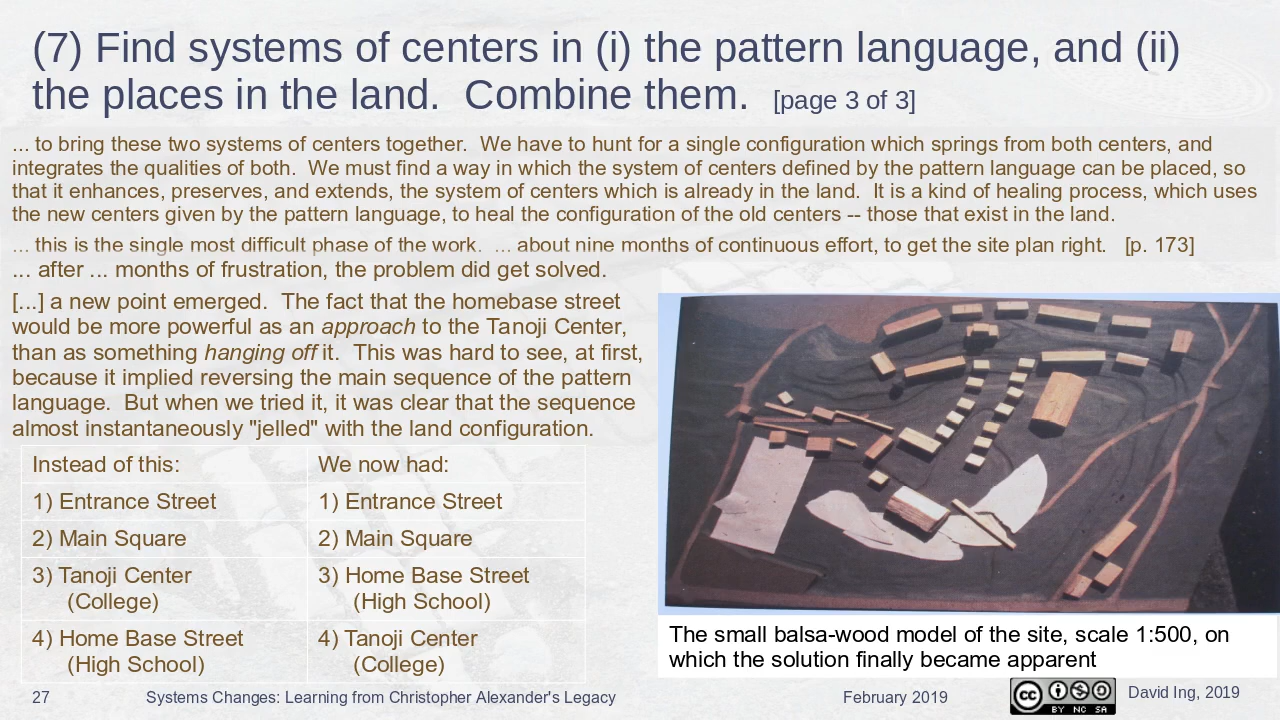 (7) Find systems of centers in (i) the pattern language, and (ii)
the places in the land. Combine them. [page 3 of 3]
... to bring these two systems of centers together. We have to hunt for a single configuration which springs from both centers, and
integrates the qualities of both. We must find a way in which the system of centers defined by the pattern language can be placed, so
that it enhances, preserves, and extends, the system of centers which is already in the land. It is a kind of healing process, which uses
the new centers given by the pattern language, to heal the configuration of the old centers -- those that exist in the land.
... this is the single most difficult phase of the work. ... about nine months of continuous effort, to get the site plan right. [p. 173]
... after ... months of frustration, the problem did get solved.
[...] a new point emerged. The fact that the homebase street
would be more powerful as an approach to the Tanoji Center,
than as something hanging off it. This was hard to see, at first,
because it implied reversing the main sequence of the pattern
language. But when we tried it, it was clear that the sequence
almost instantaneously "jelled" with the land configuration.
Instead of this: We now had:
1) Entrance Street 1) Entrance Street
2) Main Square 2) Main Square
3) Tanoji Center 3) Home Base Street
(College) (High School)
4) Home Base Street 4) Tanoji Center
(High School) (College)
The small balsa-wood model of the site, scale 1:500, on
which the solution finally became apparent
27 Systems Changes: Learning from Christopher Alexander's Legacy February 2019 cc BY NC SA David Ing, 2019